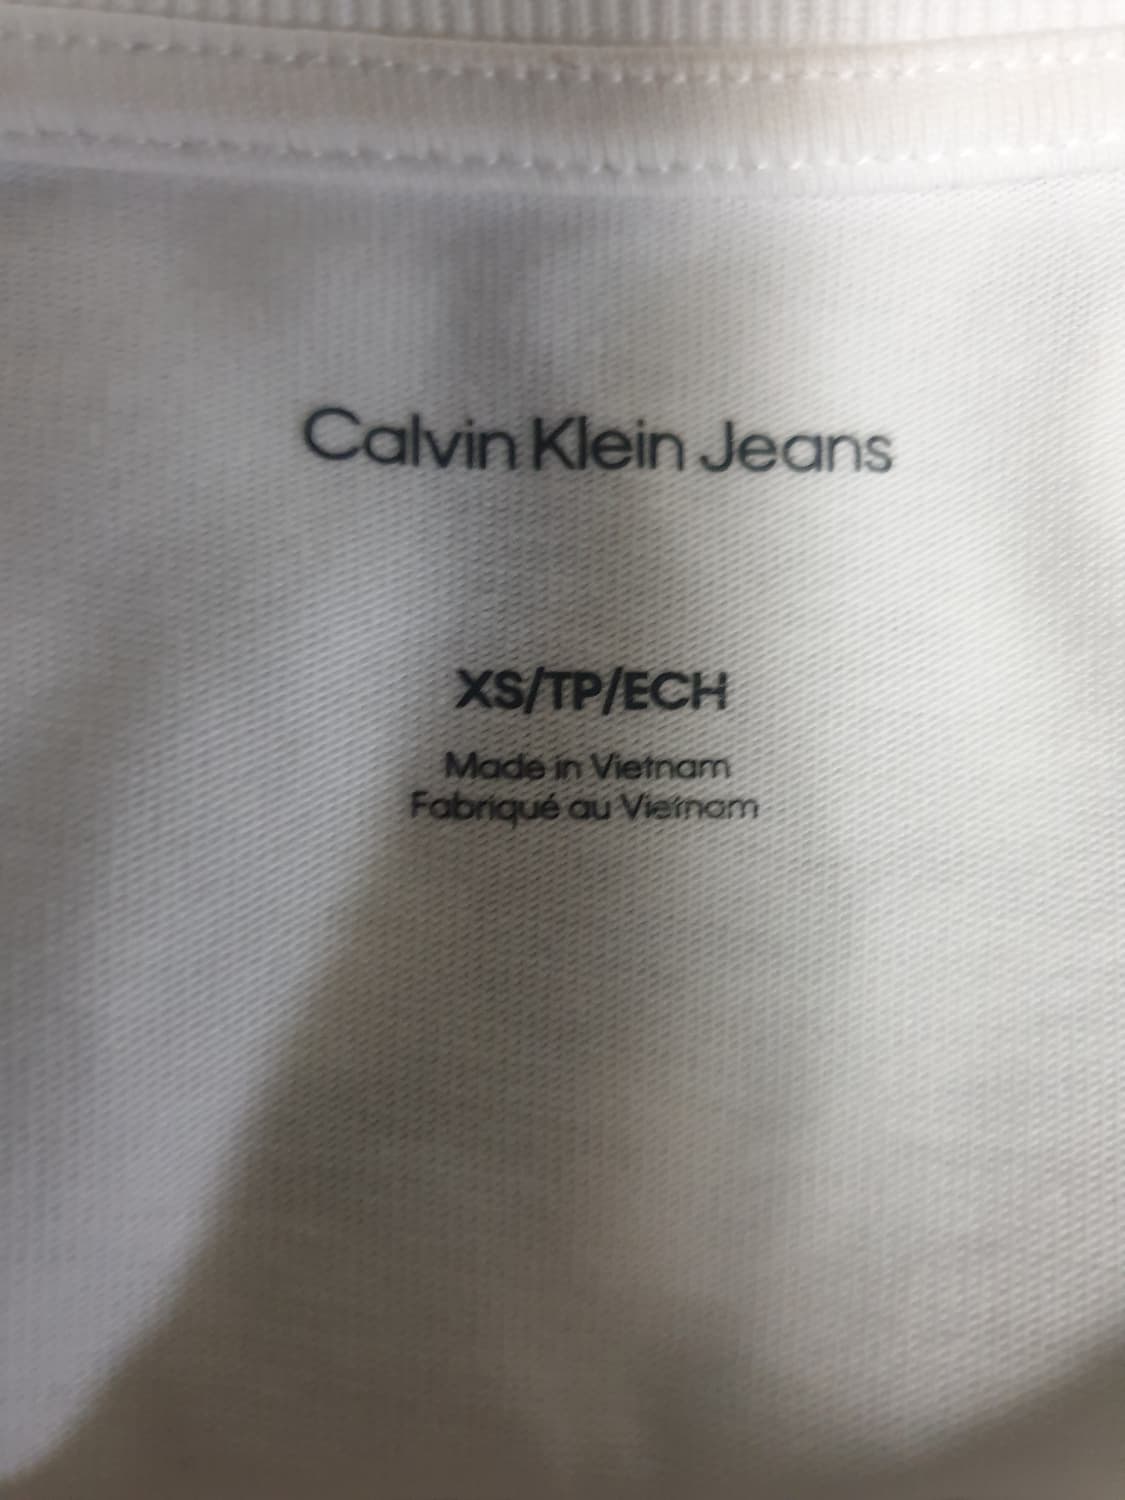 Calvin Klein Jeans
XS/TP/ECH
Made in Vietnam
Fabriqué au Vietnam